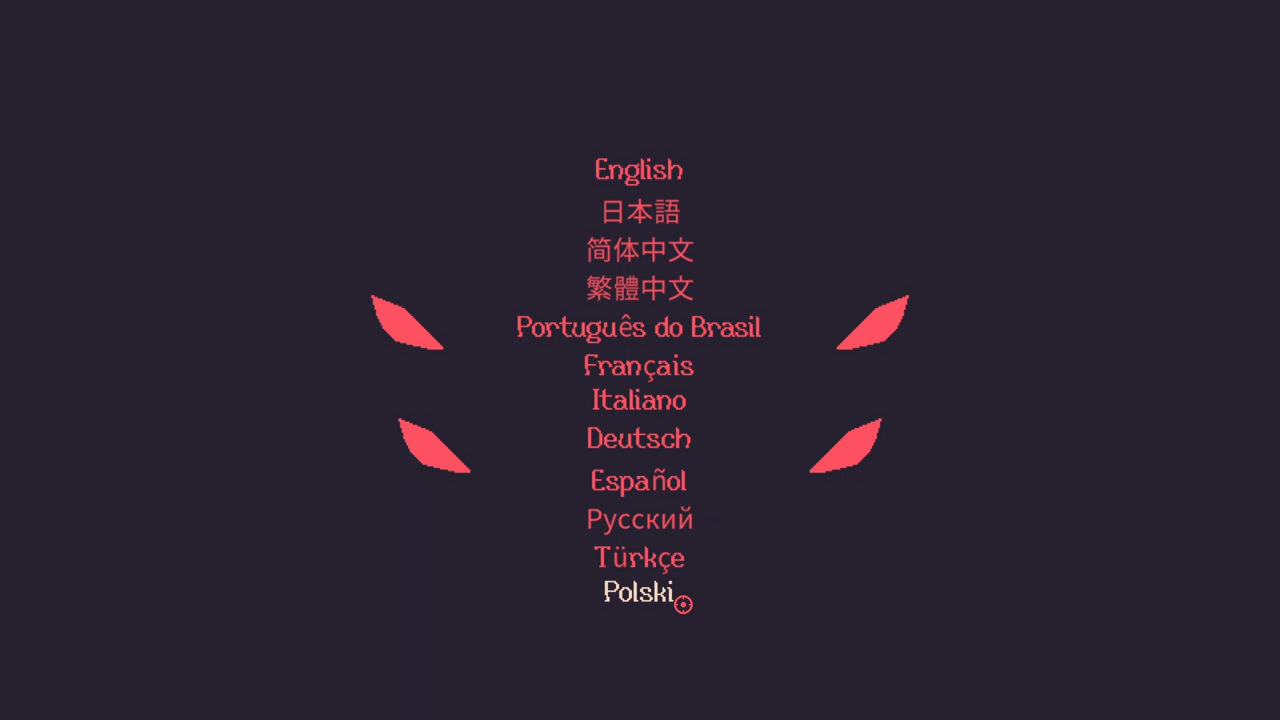 English
日本語
简体中文
繁體中文
Português do Brasil
Français
Italiano
Deutsch
Español
Русский
Türkçe
Polski